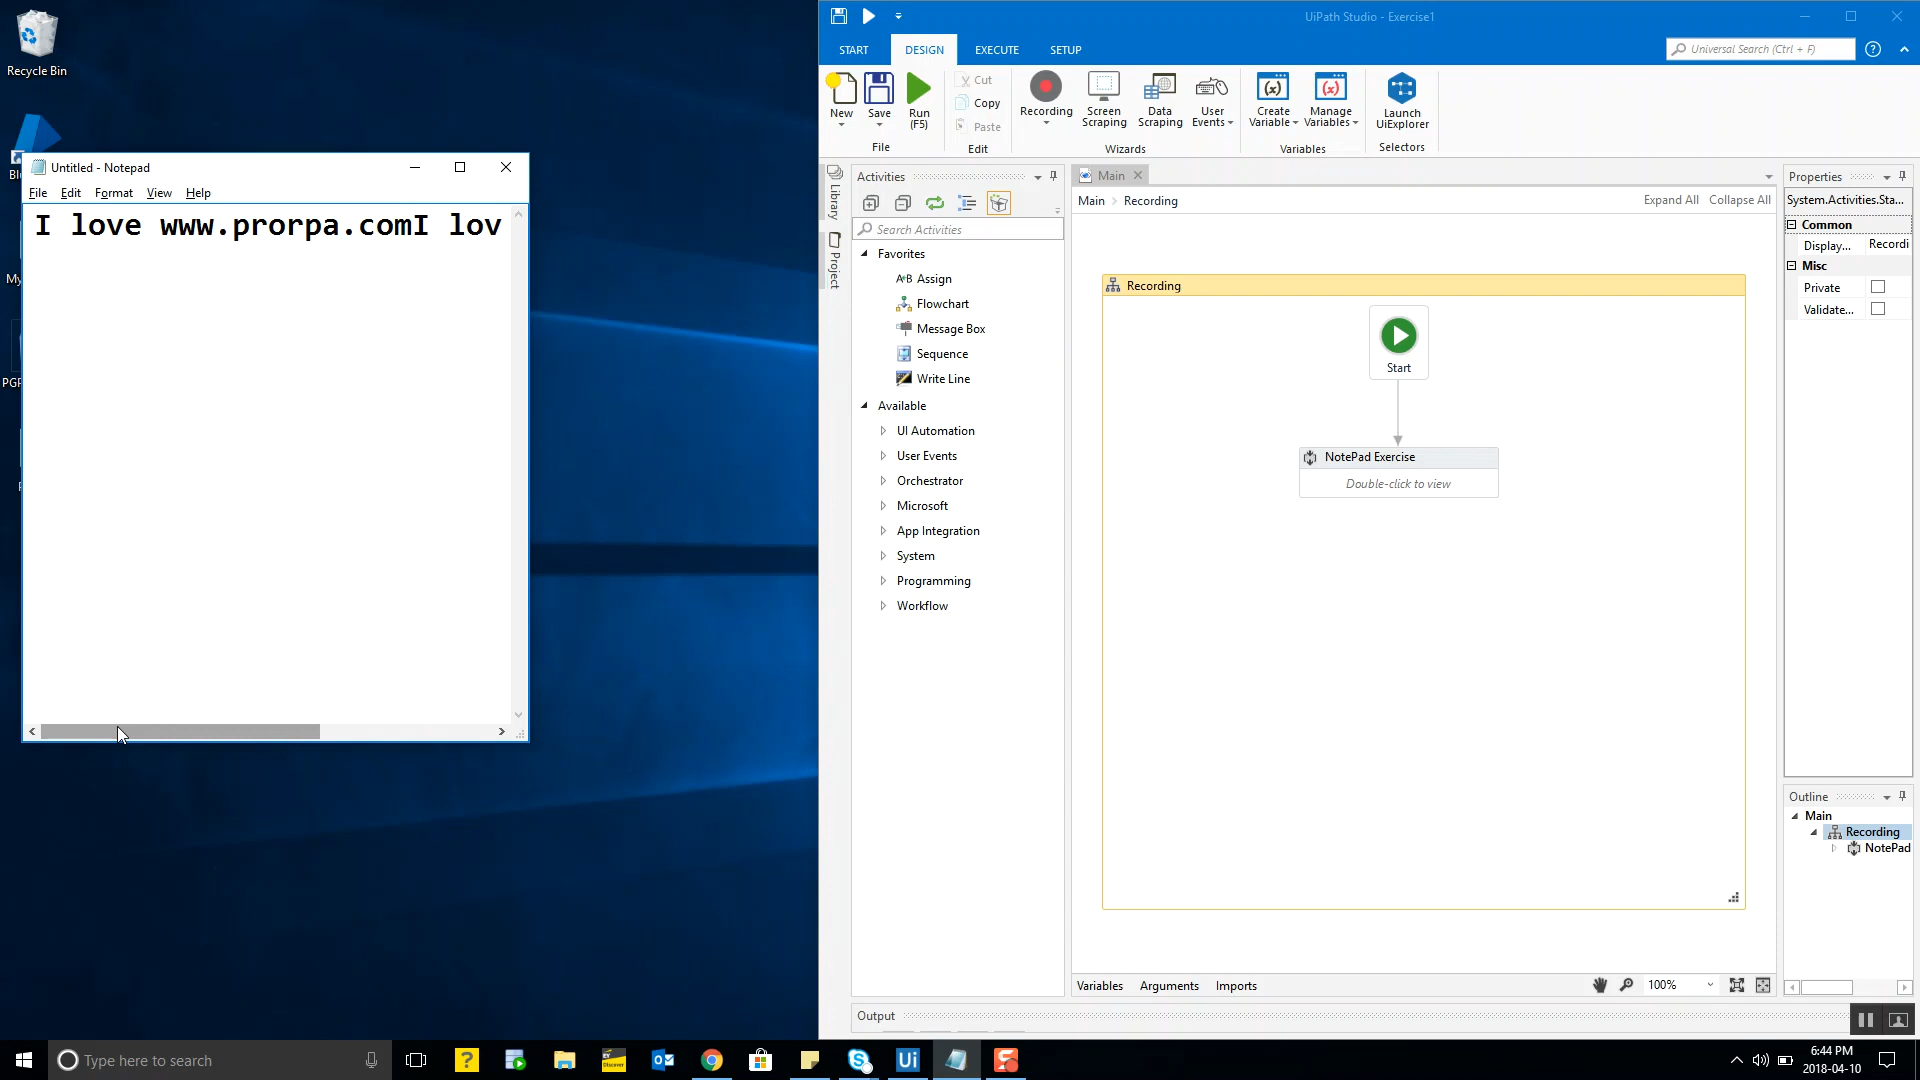 Recycle Bin
Untitled - Notepad
File Edit Format View Help
I love www.prorpa.comI lov
UiPath Studio - Exercise1
START DESIGN EXECUTE SETUP
Universal Search (Ctrl + F)
New
Save
Run
(F5)
File
Cut
Copy
Paste
Edit
Recording
Screen
Scraping
Data
Scraping
User
Events
Wizards
Create
Variable
Manage
Variables
Variables
Launch
UiExplorer
Selectors
Library
Project
Activities
Search Activities
Favorites
A+B Assign
Flowchart
Message Box
Sequence
Write Line
Available
UI Automation
User Events
Orchestrator
Microsoft
App Integration
System
Programming
Workflow
Main
Main > Recording
Expand All Collapse All
Recording
Start
NotePad Exercise
Double-click to view
Variables Arguments Imports
100%
Output
Properties
System.Activities.Sta...
Common
Display... Recordi
Misc
Private
Validate...
Outline
Main
Recording
NotePad
Type here to search
6:44 PM
2018-04-10